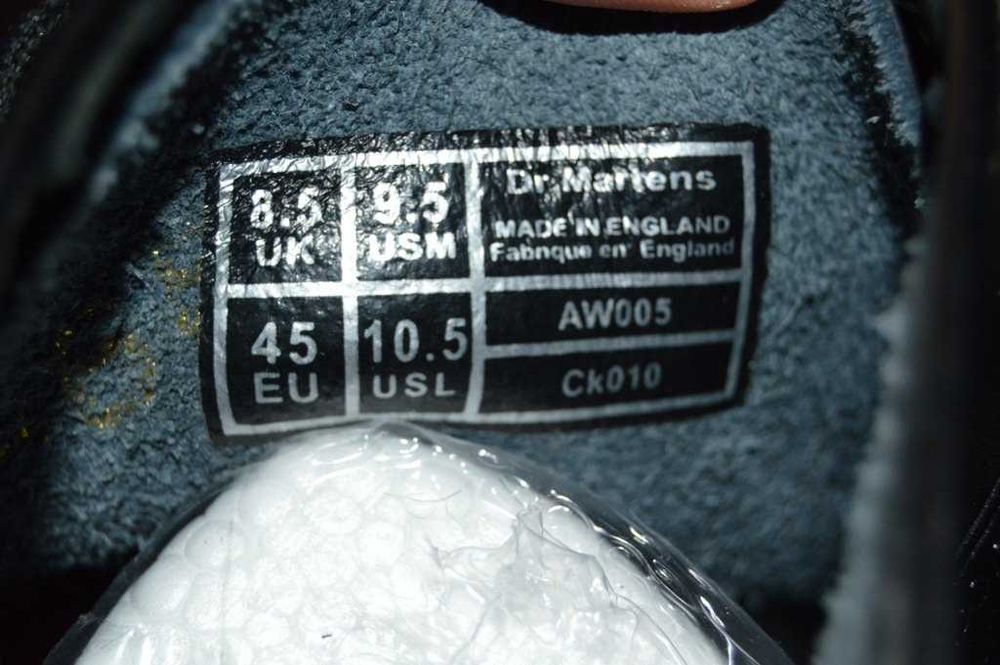 8.5
UK
9.5
USM
Dr. Martens
MADE IN ENGLAND
Fabrique en England
45
EU
10.5
USL
AW005
Ck010